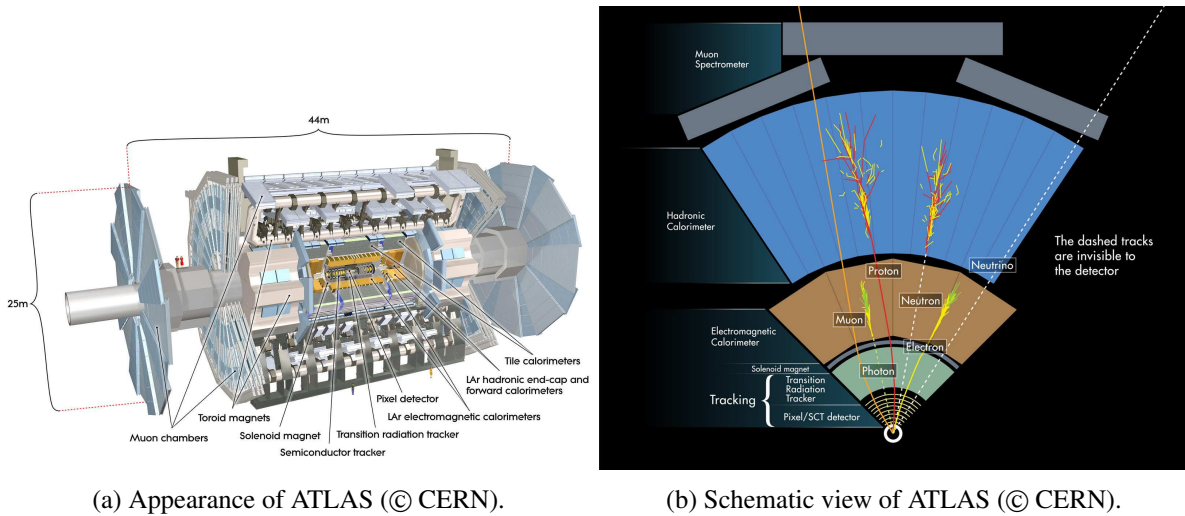 44m
25m
Tile calorimeters
LAr hadronic end-cap and
forward calorimeters
Pixel detector
LAr electromagnetic calorimeters
Toroid magnets
Muon chambers
Solenoid magnet
Transition radiation tracker
Semiconductor tracker
(a) Appearance of ATLAS (© CERN).
Muon
Spectrometer
Hadronic
Calorimeter
The dashed tracks
are invisible to
the detector
Proton
Neutrino
Neutron
Muon
Electromagnetic
Calorimeter
Electron
Solenoid magnet
Photon
Tracking
Transition
Radiation
Tracker
Pixel/SCT detector
(b) Schematic view of ATLAS (© CERN).